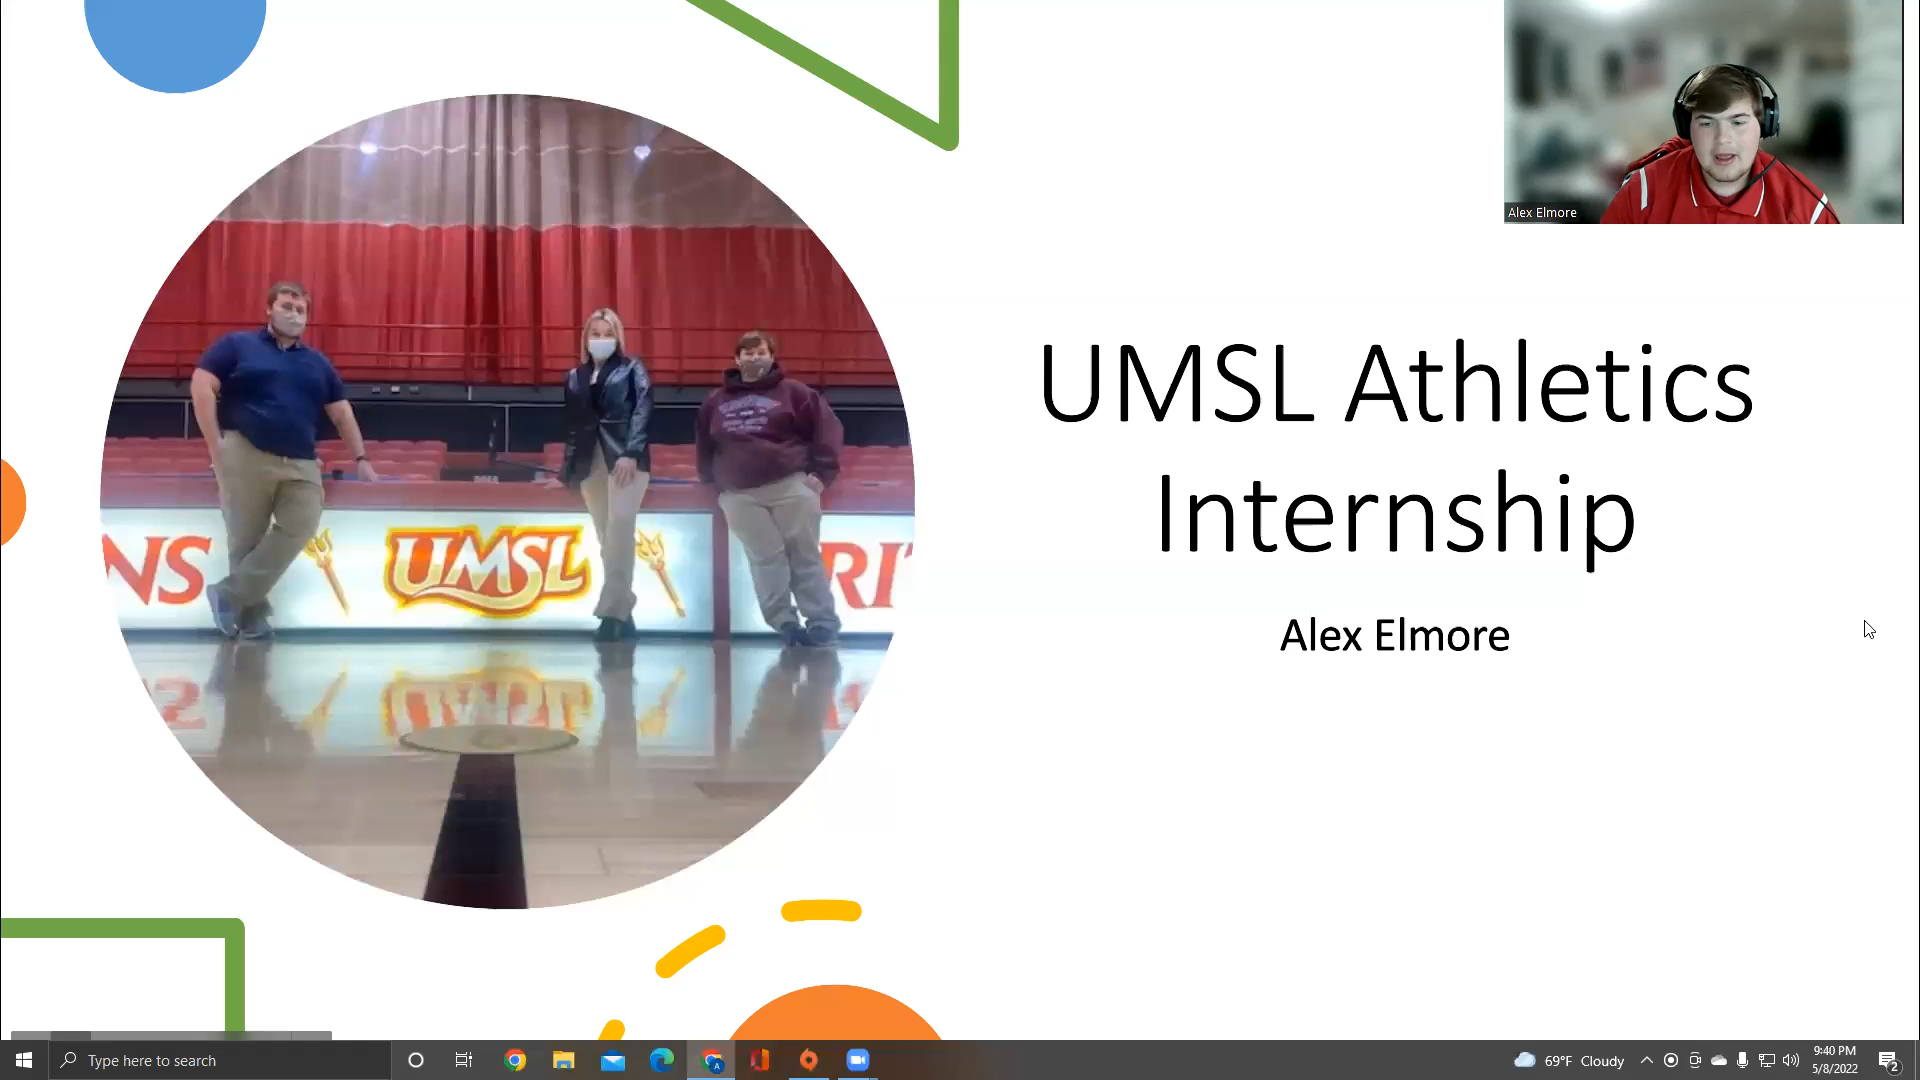 Alex Elmore
UMSL Athletics
Internship
Alex Elmore
NS
UMSL
RI
Type here to search
69°F Cloudy
9:40 PM
5/8/2022
2